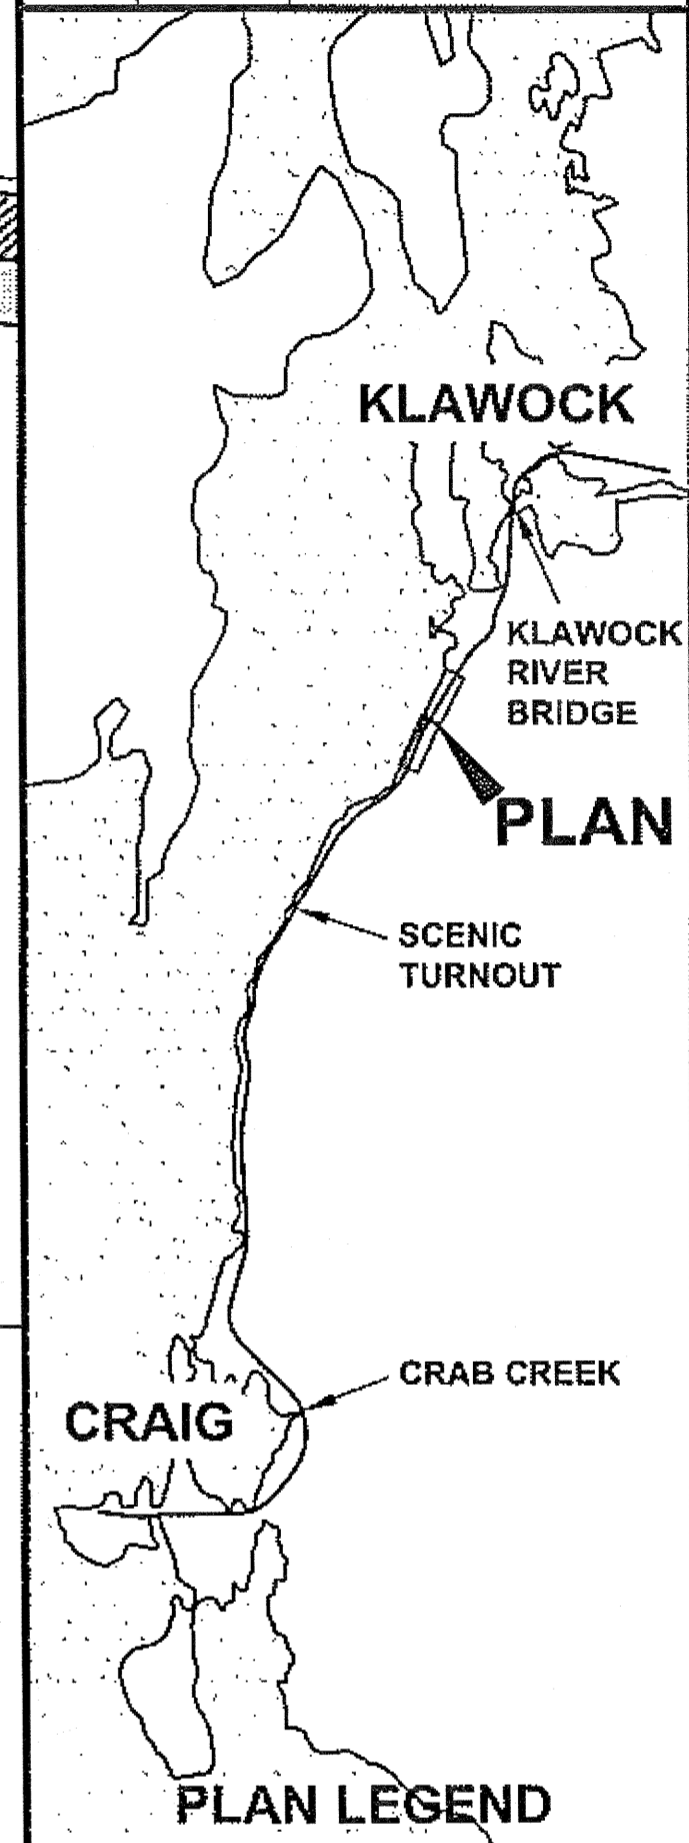 KLAWOCK
KLAWOCK
RIVER
BRIDGE
PLAN
SCENIC
TURNOUT
CRAB CREEK
CRAIG
PLAN LEGEND